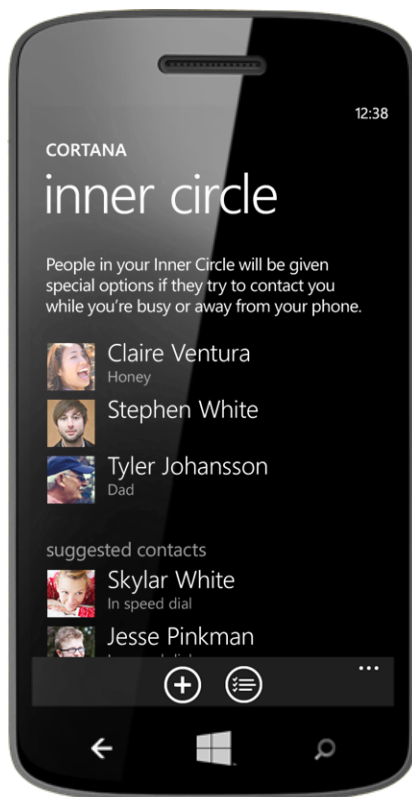 12:38
CORTANA
inner circle
People in your Inner Circle will be given
special options if they try to contact you
while you're busy or away from your phone.
Claire Ventura
Honey
Stephen White
Tyler Johansson
Dad
suggested contacts
Skylar White
In speed dial
Jesse Pinkman